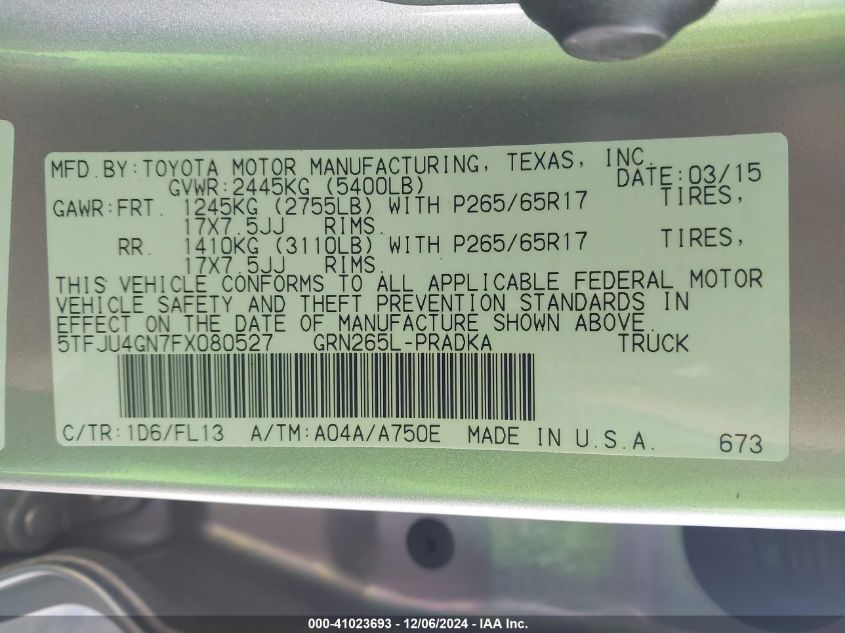 MFD.BY:TOYOTA MOTOR MANUFACTURING, TEXAS, INC.
GVWR:2445KG (5400LB) DATE:03/15
GAWR:FRT. 1245KG (2755LB) WITH P265/65R17 TIRES,
17X7.5JJ RIMS.
RR. 1410KG (3110LB) WITH P265/65R17 TIRES,
17X7.5JJ RIMS.
THIS VEHICLE CONFORMS TO ALL APPLICABLE FEDERAL MOTOR
VEHICLE SAFETY AND THEFT PREVENTION STANDARDS IN
EFFECT ON THE DATE OF MANUFACTURE SHOWN ABOVE.
5TFJU4GN7FX080527 GRN265L-PRADKA TRUCK
C/TR:1D6/FL13 A/TM:A04A/A750E MADE IN U.S.A. 673
000-41023693 - 12/06/2024 - IAA Inc.